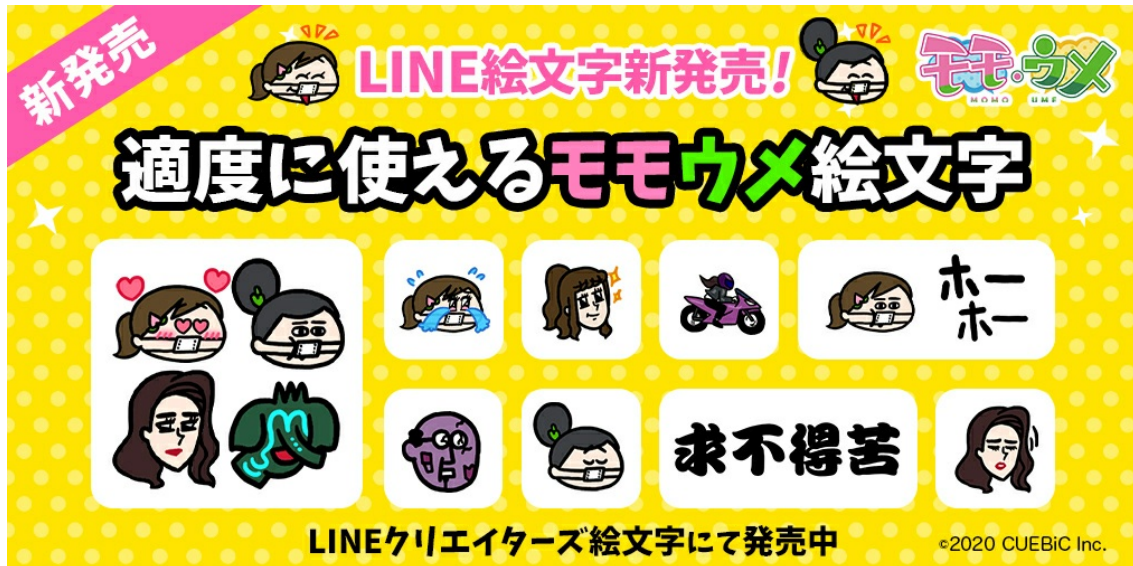 新発売
LINE絵文字新発売!
モモ・ウメ
MOMO UME
適度に使えるモモウメ絵文字
ホーホー
求不得苦
LINEクリエイターズ絵文字にて発売中
©2020 CUEBiC Inc.